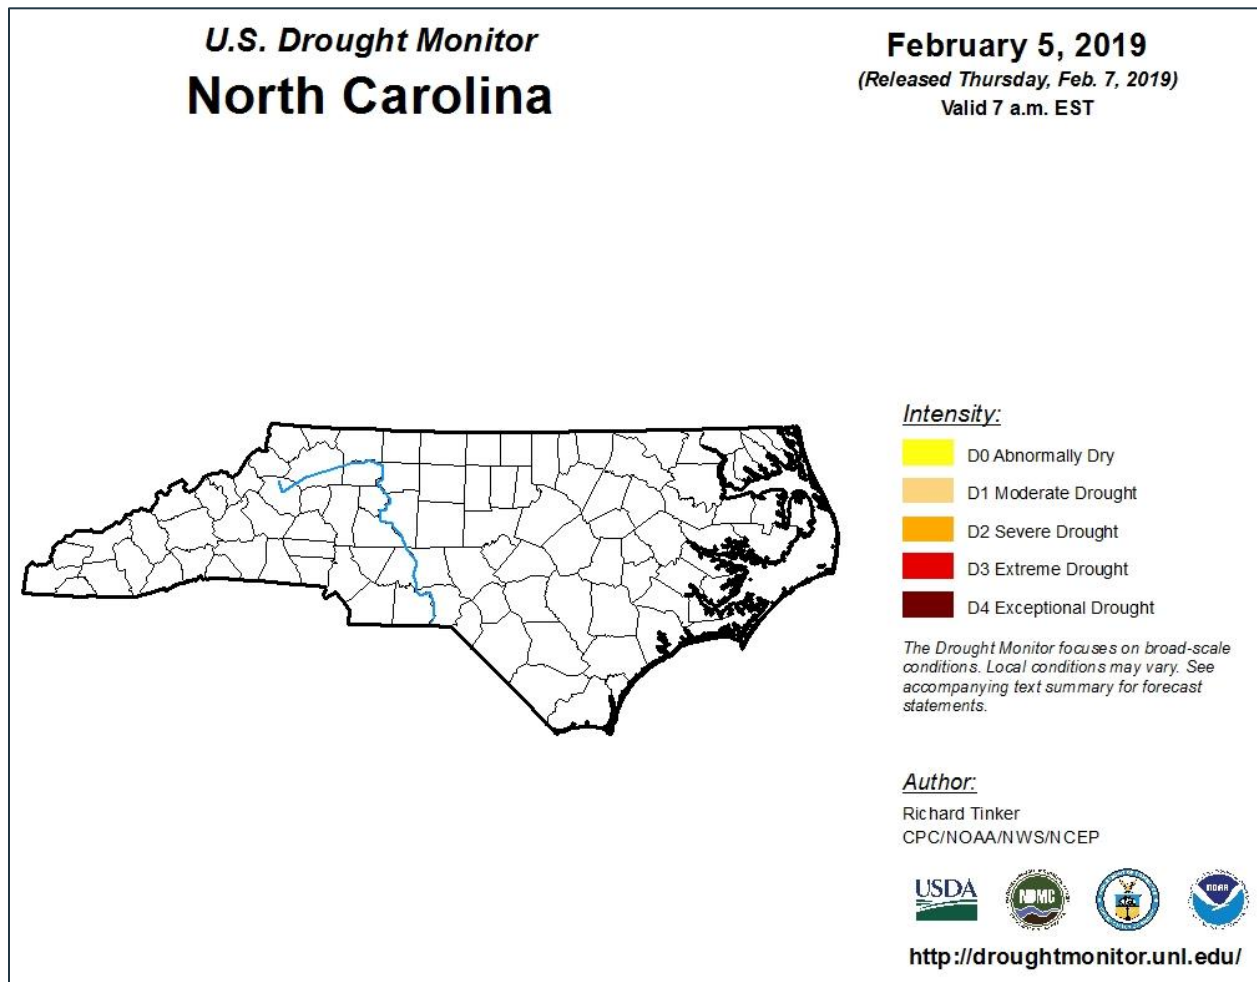 U.S. Drought Monitor
North Carolina
February 5, 2019
(Released Thursday, Feb. 7, 2019)
Valid 7 a.m. EST
Intensity:
D0 Abnormally Dry
D1 Moderate Drought
D2 Severe Drought
D3 Extreme Drought
D4 Exceptional Drought
The Drought Monitor focuses on broad-scale
conditions. Local conditions may vary. See
accompanying text summary for forecast
statements.
Author:
Richard Tinker
CPC/NOAA/NWS/NCEP
USDA
NDMC
NOAA
http://droughtmonitor.unl.edu/